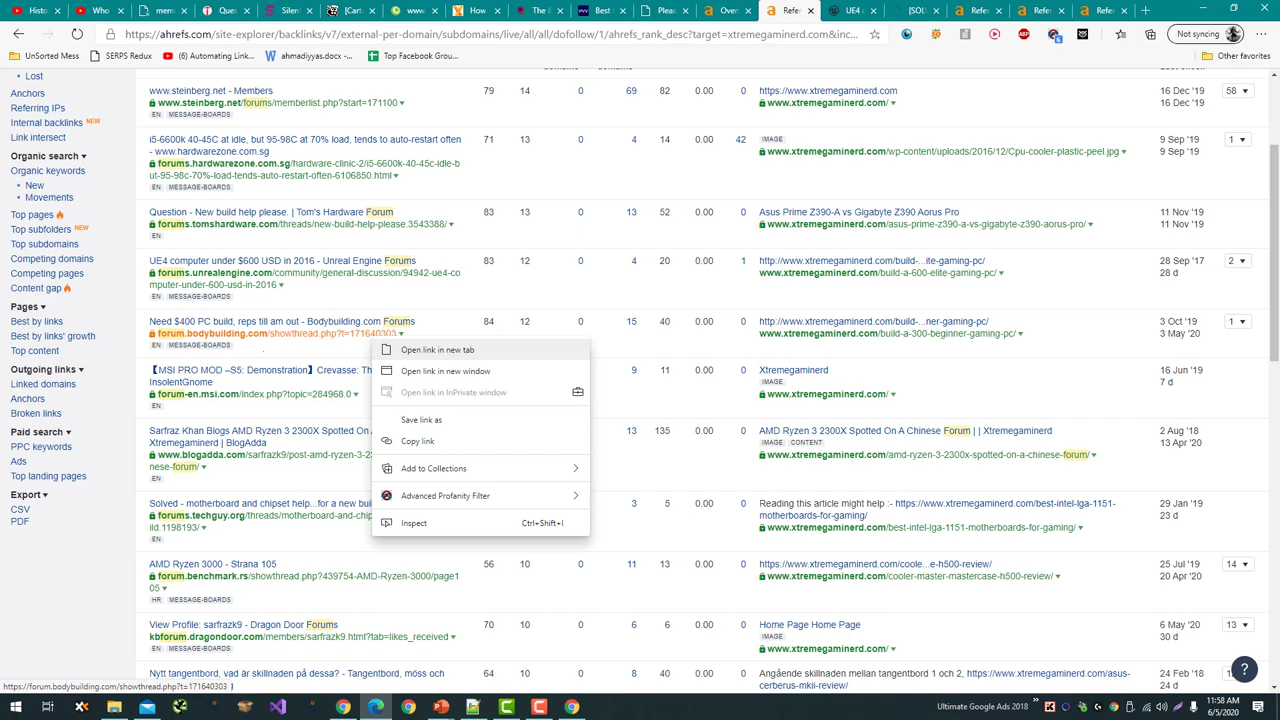 Histo
Who
Que
Silen
[Cart
cwww
How
The I
Best
Pleas
Over
Refer
UE4
[SOL
Refer
https://ahrefs.com/site-explorer/backlinks/v7/external-per-domain/subdomains/live/all/dofollow/1/ahrefs_rank_desc?target=xtremegaminerd.com&inc...
Not syncing
UnSorted Mess
SERPS Redux
(1) Automating Link...
ahmadiyyas.docx -...
Top Facebook Grou...
Other favorites
Lost
Anchors
Referring IPs
Internal backlinks NEW
Link intersect
Organic search
Organic keywords
New
Movements
Top pages
Top subfolders NEW
Top subdomains
Competing domains
Competing pages
Content gap
Pages
Best by links
Best by links' growth
Top content
Outgoing links
Linked domains
Anchors
Broken links
Paid search
PPC keywords
Ads
Top landing pages
Export
CSV
PDF
www.steinberg.net - Members 79 14 0 69 82 0.00 0 https://www.xtremegaminerd.com 16 Dec '19 58
www.steinberg.net/forums/memberlist.php?start=171100 www.xtremegaminerd.com/ 16 Dec '19
EN MESSAGE-BOARDS
i5-6600k 40-45C at idle, but 95-98C at 70% load, tends to auto-restart often 71 13 0 4 14 0.00 42 IMAGE 9 Sep '19 1
- www.hardwarezone.com.sg www.xtremegaminerd.com/wp-content/uploads/2016/12/Cpu-cooler-plastic-peel.jpg 9 Sep '19
forums.hardwarezone.com.sg/hardware-clinic-2/i5-6600k-40-45c-idle-b
ut-95-98c-70%-load-tends-auto-restart-often-6106850.html
EN MESSAGE-BOARDS
Question - New build help please. | Tom's Hardware Forum 83 13 0 13 52 0.00 0 Asus Prime Z390-A vs Gigabyte Z390 Aorus Pro 11 Nov '19
forums.tomshardware.com/threads/new-build-help-please.3543388/ www.xtremegaminerd.com/asus-prime-z390-a-vs-gigabyte-z390-aorus-pro/ 11 Nov '19
EN
UE4 computer under $600 USD in 2016 - Unreal Engine Forums 83 12 0 4 20 0.00 1 http://www.xtremegaminerd.com/build-...ite-gaming-pc/ 28 Sep '17 2
forums.unrealengine.com/community/general-discussion/94942-ue4-co www.xtremegaminerd.com/build-a-600-elite-gaming-pc/ 28 d
mputer-under-600-usd-in-2016
EN MESSAGE-BOARDS
Need $400 PC build, reps till am out - Bodybuilding.com Forums 84 12 0 15 40 0.00 0 http://www.xtremegaminerd.com/build-...ner-gaming-pc/ 3 Oct '19 1
forum.bodybuilding.com/showthread.php?t=171640303 www.xtremegaminerd.com/build-a-300-beginner-gaming-pc/ 3 May '20
EN MESSAGE-BOARDS
Open link in new tab
Open link in new window
Open link in InPrivate window
Save link as
Copy link
Add to Collections
Advanced Profanity Filter
Inspect Ctrl+Shift+I
【MSI PRO MOD –S5: Demonstration】Crevasse: Th 9 11 0.00 0 Xtremegaminerd 16 Jun '19
InsolentGnome IMAGE 7 d
forum-en.msi.com/index.php?topic=284968.0 www.xtremegaminerd.com/
EN
Sarfraz Khan Blogs AMD Ryzen 3 2300X Spotted On 13 135 0.00 0 AMD Ryzen 3 2300X Spotted On A Chinese Forum | | Xtremegaminerd 2 Aug '18
Xtremegaminerd | BlogAdda IMAGE CONTENT 13 Apr '20
www.blogadda.com/sarfrazk9/post-amd-ryzen-3-23 www.xtremegaminerd.com/amd-ryzen-3-2300x-spotted-on-a-chinese-forum/
nese-forum/
EN
Solved - motherboard and chipset help...for a new bui 3 5 0.00 0 Reading this article might help :- https://www.xtremegaminerd.com/best-intel-lga-1151- 29 Jan '19
forums.techguy.org/threads/motherboard-and-chip motherboards-for-gaming/ 23 d
ild.1198193/ www.xtremegaminerd.com/best-intel-lga-1151-motherboards-for-gaming/
EN
AMD Ryzen 3000 - Strana 105 56 10 0 11 13 0.00 0 https://www.xtremegaminerd.com/coole...e-h500-review/ 25 Jul '19 14
forum.benchmark.rs/showthread.php?439754-AMD-Ryzen-3000/page1 www.xtremegaminerd.com/cooler-master-mastercase-h500-review/ 20 Apr '20
05
HR MESSAGE-BOARDS
View Profile: sarfrazk9 - Dragon Door Forums 70 10 0 6 6 0.00 0 Home Page Home Page 6 May '20 13
kbforum.dragondoor.com/members/sarfrazk9.html?tab=likes_received IMAGE 30 d
EN MESSAGE-BOARDS www.xtremegaminerd.com/
Nytt tangentbord, vad är skillnaden på dessa? - Tangentbord, möss och 64 10 0 8 40 0.00 0 Angående skillnaden mellan tangentbord 1 och 2, https://www.xtremegaminerd.com/asus- 24 Feb '18
cerberus-mkii-review/ 24 d
https://forum.bodybuilding.com/showthread.php?t=171640303
?
Ultimate Google Ads 2018
11:58 AM
6/5/2020